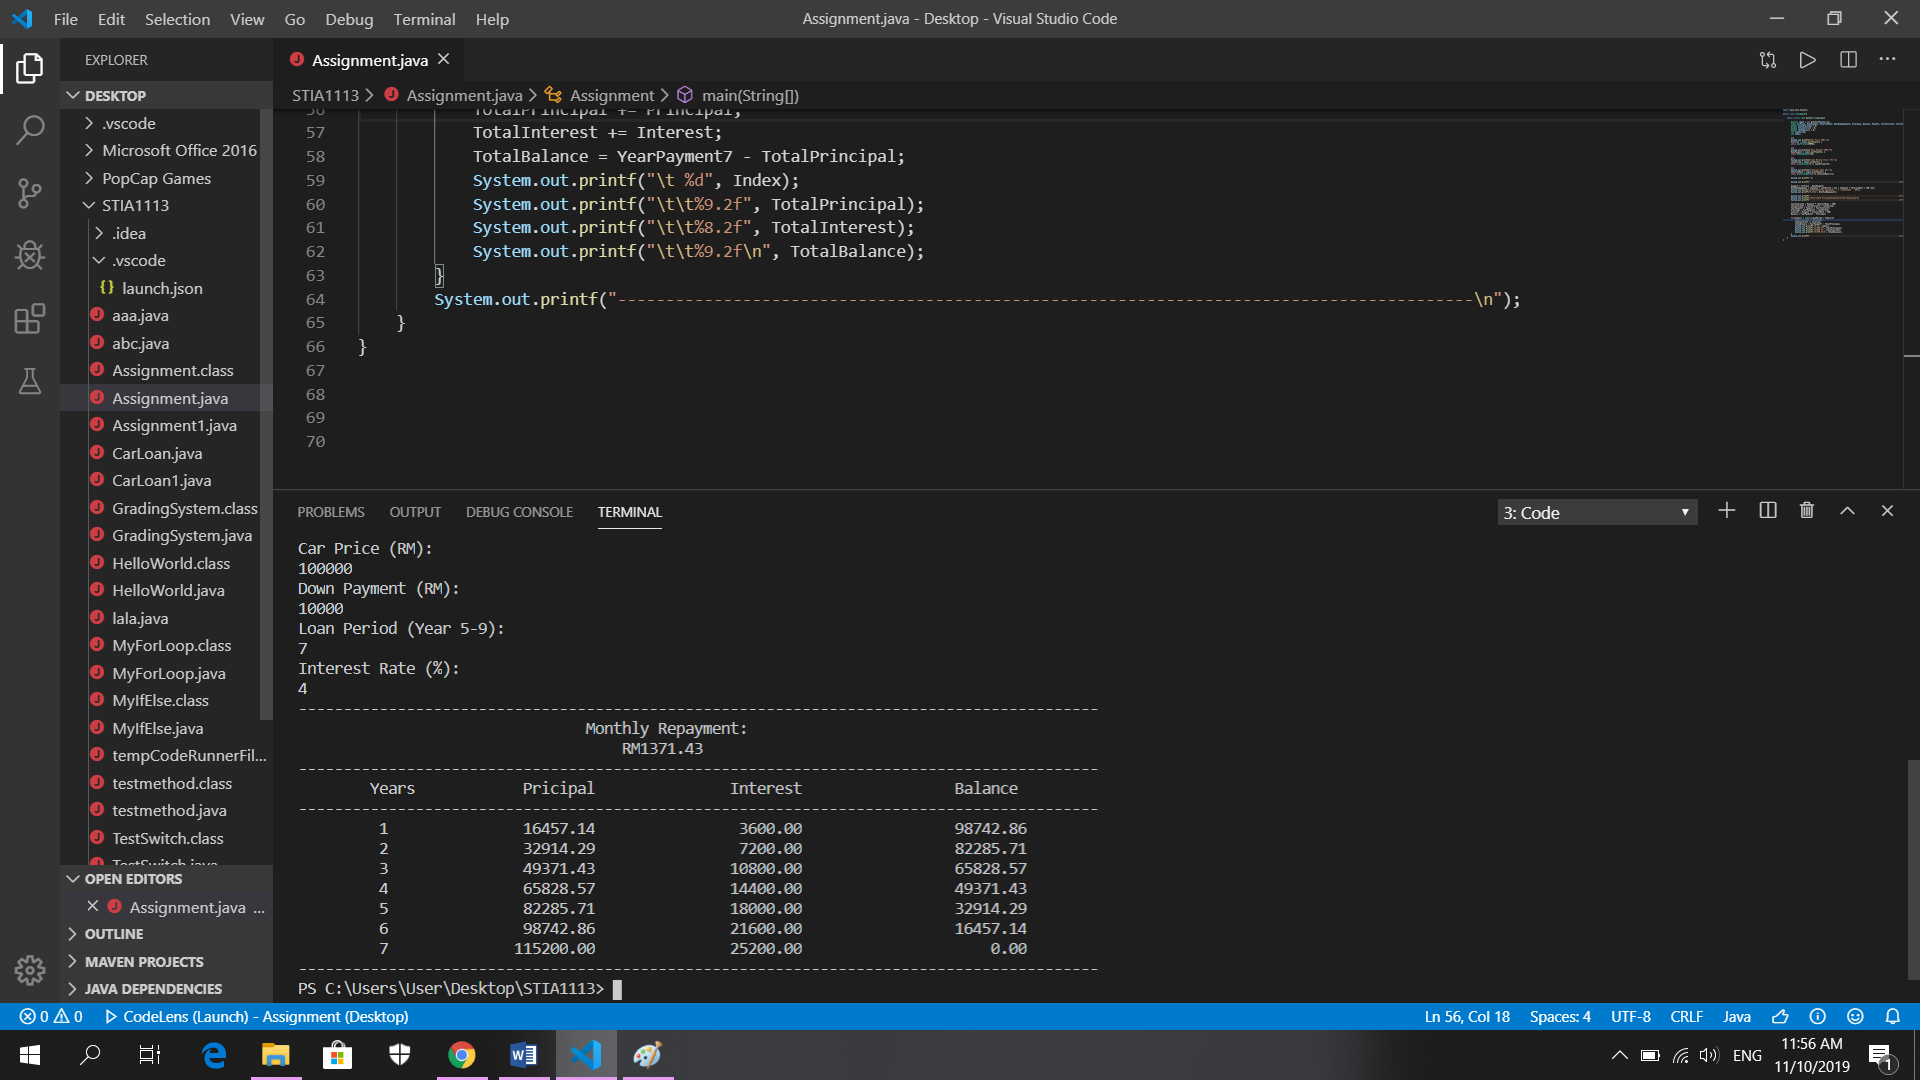 File Edit Selection View Go Debug Terminal Help
Assignment.java - Desktop - Visual Studio Code
EXPLORER
DESKTOP
.vscode
Microsoft Office 2016
PopCap Games
STIA1113
.idea
.vscode
{} launch.json
aaa.java
abc.java
Assignment.class
Assignment.java
Assignment1.java
CarLoan.java
CarLoan1.java
GradingSystem.class
GradingSystem.java
HelloWorld.class
HelloWorld.java
lala.java
MyForLoop.class
MyForLoop.java
MyIfElse.class
MyIfElse.java
tempCodeRunnerFil...
testmethod.class
testmethod.java
TestSwitch.class
TestSwitch.java
OPEN EDITORS
Assignment.java ...
OUTLINE
MAVEN PROJECTS
JAVA DEPENDENCIES
Assignment.java
STIA1113 > Assignment.java > Assignment > main(String[])
56 TotalPrincipal += Principal;
57 TotalInterest += Interest;
58 TotalBalance = YearPayment7 - TotalPrincipal;
59 System.out.printf("\t %d", Index);
60 System.out.printf("\t\t%9.2f", TotalPrincipal);
61 System.out.printf("\t\t%8.2f", TotalInterest);
62 System.out.printf("\t\t%9.2f\n", TotalBalance);
63 }
64 System.out.printf("-----------------------------------------------------------------------------------------\n");
65 }
66 }
67
68
69
70
PROBLEMS OUTPUT DEBUG CONSOLE TERMINAL
3: Code
Car Price (RM):
100000
Down Payment (RM):
10000
Loan Period (Year 5-9):
7
Interest Rate (%):
4
-----------------------------------------------------------------------------------------
Monthly Repayment:
RM1371.43
-----------------------------------------------------------------------------------------
Years Pricipal Interest Balance
-----------------------------------------------------------------------------------------
1 16457.14 3600.00 98742.86
2 32914.29 7200.00 82285.71
3 49371.43 10800.00 65828.57
4 65828.57 14400.00 49371.43
5 82285.71 18000.00 32914.29
6 98742.86 21600.00 16457.14
7 115200.00 25200.00 0.00
-----------------------------------------------------------------------------------------
PS C:\Users\User\Desktop\STIA1113>
0 0 CodeLens (Launch) - Assignment (Desktop)
Ln 56, Col 18 Spaces: 4 UTF-8 CRLF Java
ENG
11:56 AM
11/10/2019
1